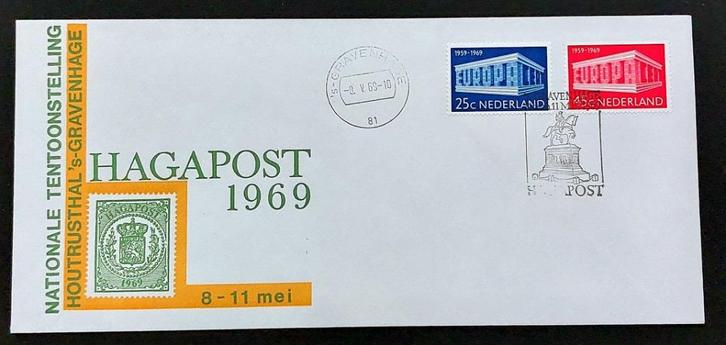 NATIONALE TENTOONSTELLING
HOUTRUSTHAL 's-GRAVENHAGE
HAGAPOST
1969
HAGAPOST
1969
8-11 mei
's-GRAVENHAGE
V.69-10
81
1959-1969
EUROPA CEPT
25c NEDERLAND
1959-1969
EUROPA CEPT
45c NEDERLAND
HAGAPOST